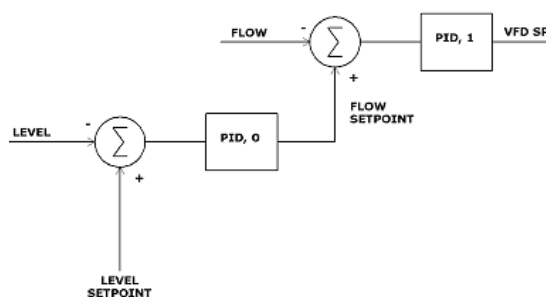 FLOW
-
Σ
+
PID, 1
VFD SP
FLOW
SETPOINT
LEVEL
-
Σ
+
PID, 0
LEVEL
SETPOINT